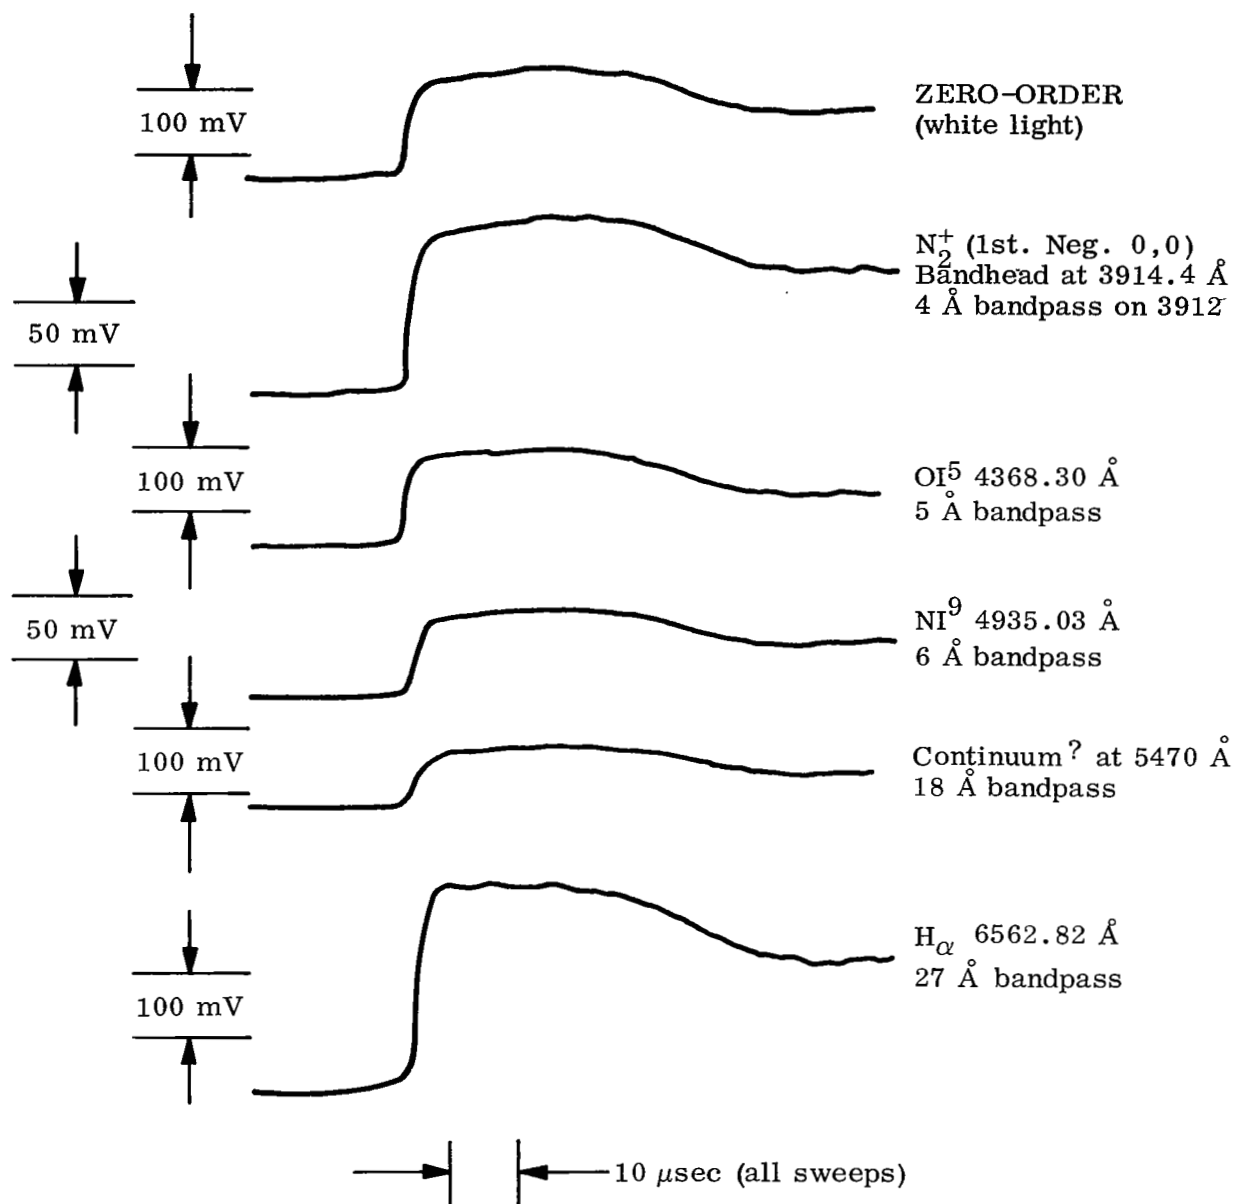 100 mV
ZERO-ORDER
(white light)
50 mV
N₂⁺ (1st. Neg. 0,0)
Bandhead at 3914.4 Å
4 Å bandpass on 3912
100 mV
OI⁵ 4368.30 Å
5 Å bandpass
50 mV
NI⁹ 4935.03 Å
6 Å bandpass
100 mV
Continuum? at 5470 Å
18 Å bandpass
100 mV
Hα 6562.82 Å
27 Å bandpass
10 μsec (all sweeps)